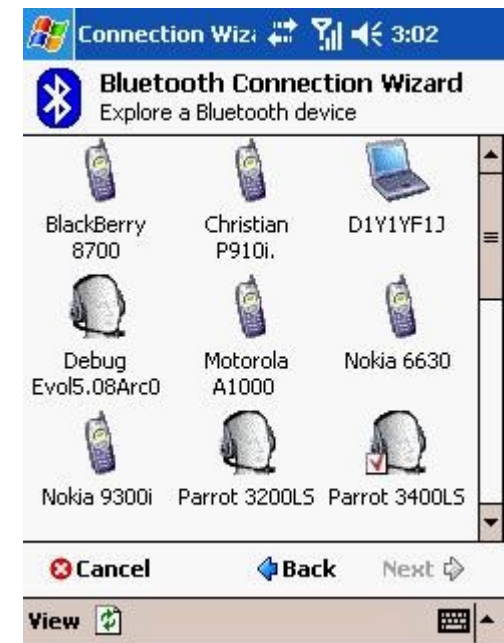 Connection Wiz 3:02
Bluetooth Connection Wizard
Explore a Bluetooth device
BlackBerry 8700
Christian P910i.
D1Y1YF1J
Debug Evol5.08Arc0
Motorola A1000
Nokia 6630
Nokia 9300i
Parrot 3200LS
Parrot 3400LS
Cancel Back Next
View